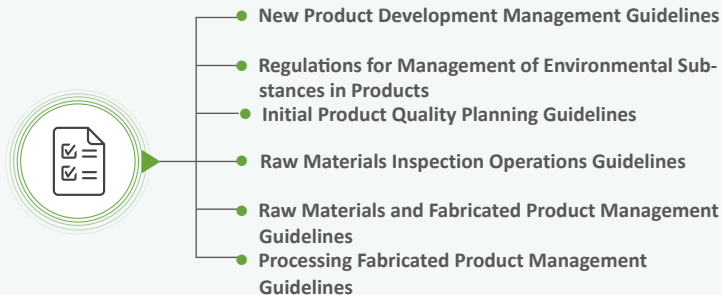 New Product Development Management Guidelines
Regulations for Management of Environmental Sub-
stances in Products
Initial Product Quality Planning Guidelines
Raw Materials Inspection Operations Guidelines
Raw Materials and Fabricated Product Management
Guidelines
Processing Fabricated Product Management
Guidelines